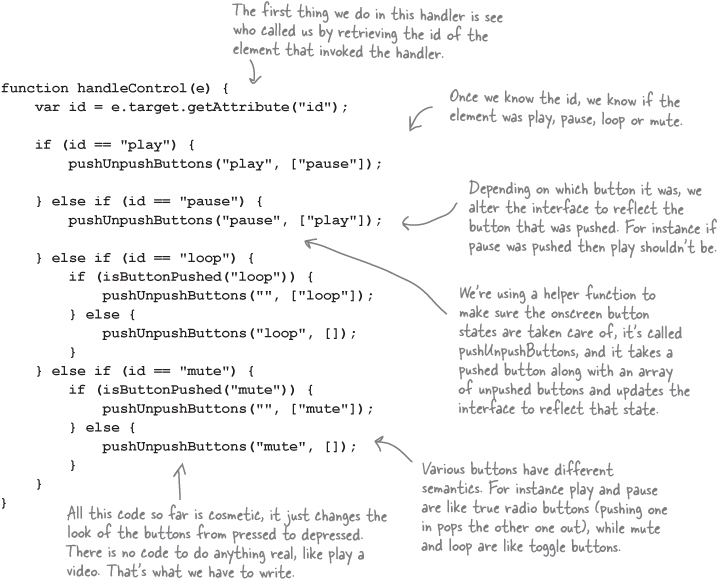 The first thing we do in this handler is see
who called us by retrieving the id of the
element that invoked the handler.
function handleControl(e) {
var id = e.target.getAttribute("id");
Once we know the id, we know if the
element was play, pause, loop or mute.
if (id == "play") {
pushUnpushButtons("play", ["pause"]);
} else if (id == "pause") {
pushUnpushButtons("pause", ["play"]);
Depending on which button it was, we
alter the interface to reflect the
button that was pushed. For instance if
pause was pushed then play shouldn't be.
} else if (id == "loop") {
if (isButtonPushed("loop")) {
pushUnpushButtons("", ["loop"]);
} else {
pushUnpushButtons("loop", []);
}
We're using a helper function to
make sure the onscreen button
states are taken care of, it's called
pushUnpushButtons, and it takes a
pushed button along with an array
of unpushed buttons and updates the
interface to reflect that state.
} else if (id == "mute") {
if (isButtonPushed("mute")) {
pushUnpushButtons("", ["mute"]);
} else {
pushUnpushButtons("mute", []);
}
}
}
Various buttons have different
semantics. For instance play and pause
are like true radio buttons (pushing one
in pops the other one out), while mute
and loop are like toggle buttons.
All this code so far is cosmetic, it just changes the
look of the buttons from pressed to depressed.
There is no code to do anything real, like play a
video. That's what we have to write.